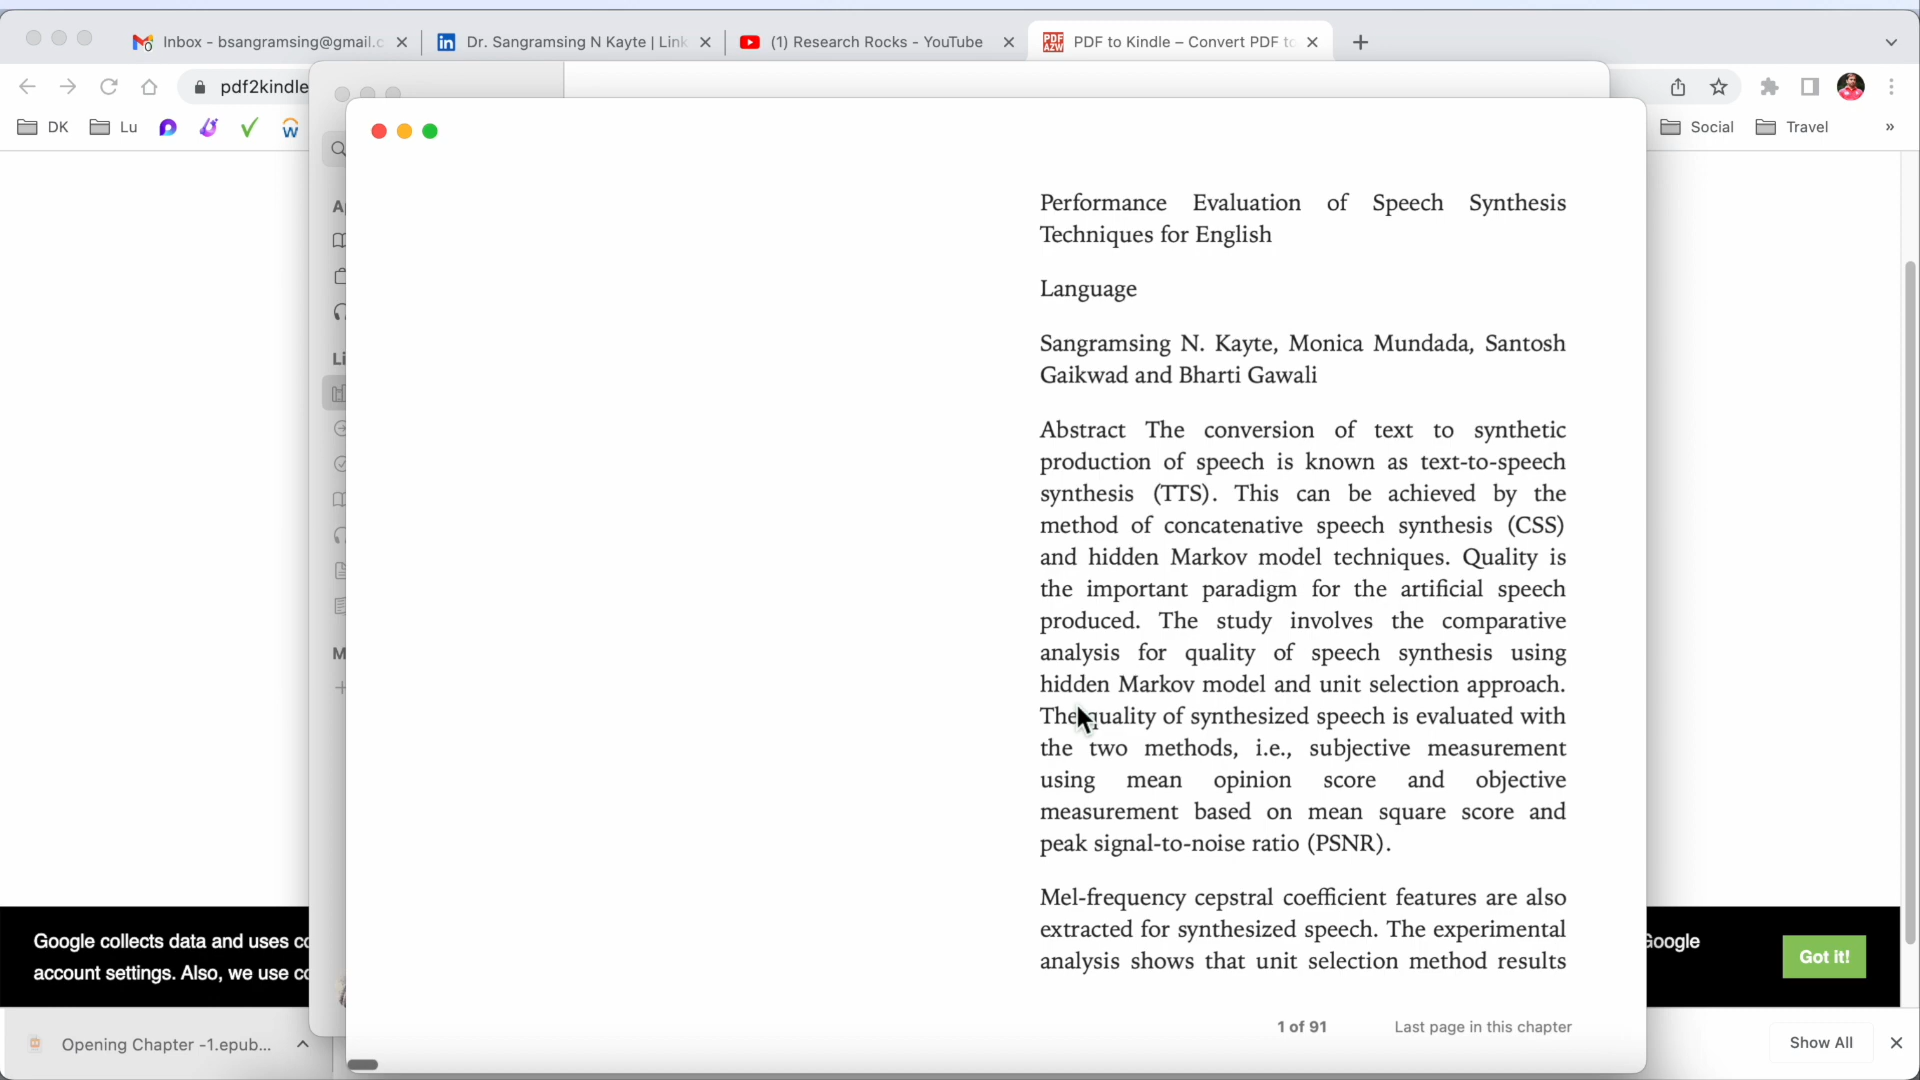 Inbox - bsangramsing@gmail.c
Dr. Sangramsing N Kayte | Link
(1) Research Rocks - YouTube
PDF to Kindle – Convert PDF to
pdf2kindle
DK
Lu
Social
Travel
»
Performance Evaluation of Speech Synthesis
Techniques for English
Language
Sangramsing N. Kayte, Monica Mundada, Santosh
Gaikwad and Bharti Gawali
Abstract The conversion of text to synthetic
production of speech is known as text-to-speech
synthesis (TTS). This can be achieved by the
method of concatenative speech synthesis (CSS)
and hidden Markov model techniques. Quality is
the important paradigm for the artificial speech
produced. The study involves the comparative
analysis for quality of speech synthesis using
hidden Markov model and unit selection approach.
The quality of synthesized speech is evaluated with
the two methods, i.e., subjective measurement
using mean opinion score and objective
measurement based on mean square score and
peak signal-to-noise ratio (PSNR).
Mel-frequency cepstral coefficient features are also
extracted for synthesized speech. The experimental
analysis shows that unit selection method results
1 of 91
Last page in this chapter
Google collects data and uses co
account settings. Also, we use co
Google
Got it!
Opening Chapter -1.epub...
Show All